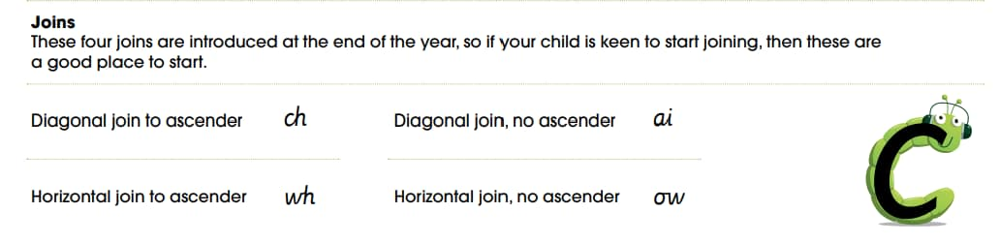 Joins
These four joins are introduced at the end of the year, so if your child is keen to start joining, then these are
a good place to start.
Diagonal join to ascender ch Diagonal join, no ascender ai
Horizontal join to ascender wh Horizontal join, no ascender ow
C